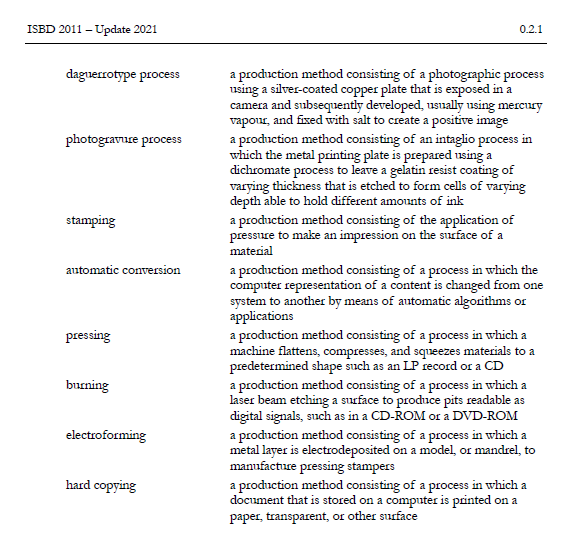 ISBD 2011 – Update 2021 0.2.1
daguerrotype process a production method consisting of a photographic process
using a silver-coated copper plate that is exposed in a
camera and subsequently developed, usually using mercury
vapour, and fixed with salt to create a positive image
photogravure process a production method consisting of an intaglio process in
which the metal printing plate is prepared using a
dichromate process to leave a gelatin resist coating of
varying thickness that is etched to form cells of varying
depth able to hold different amounts of ink
stamping a production method consisting of the application of
pressure to make an impression on the surface of a
material
automatic conversion a production method consisting of a process in which the
computer representation of a content is changed from one
system to another by means of automatic algorithms or
applications
pressing a production method consisting of a process in which a
machine flattens, compresses, and squeezes materials to a
predetermined shape such as an LP record or a CD
burning a production method consisting of a process in which a
laser beam etching a surface to produce pits readable as
digital signals, such as in a CD-ROM or a DVD-ROM
electroforming a production method consisting of a process in which a
metal layer is electrodeposited on a model, or mandrel, to
manufacture pressing stampers
hard copying a production method consisting of a process in which a
document that is stored on a computer is printed on a
paper, transparent, or other surface